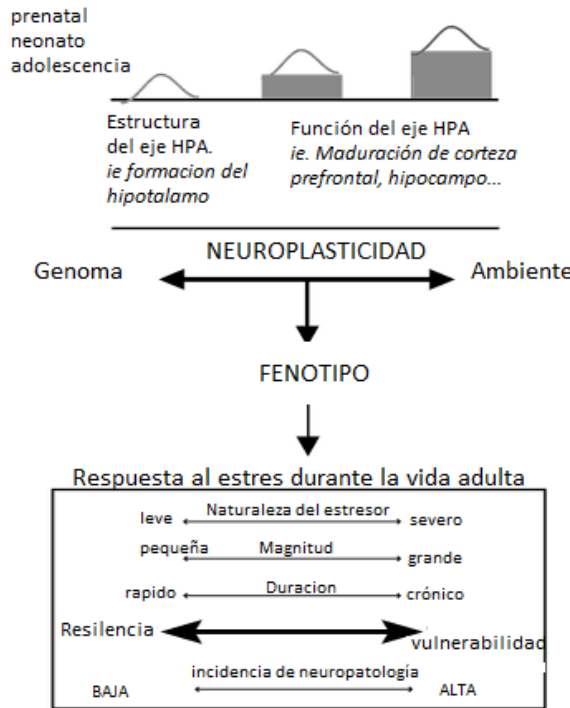 prenatal
neonato
adolescencia
Estructura
del eje HPA.
ie formacion del
hipotalamo
Función del eje HPA
ie. Maduración de corteza
prefrontal, hipocampo...
NEUROPLASTICIDAD
Genoma
Ambiente
FENOTIPO
Respuesta al estres durante la vida adulta
Naturaleza del estresor
leve
severo
pequeña
Magnitud
grande
rapido
Duracion
crónico
Resilencia
vulnerabilidad
incidencia de neuropatología
BAJA
ALTA